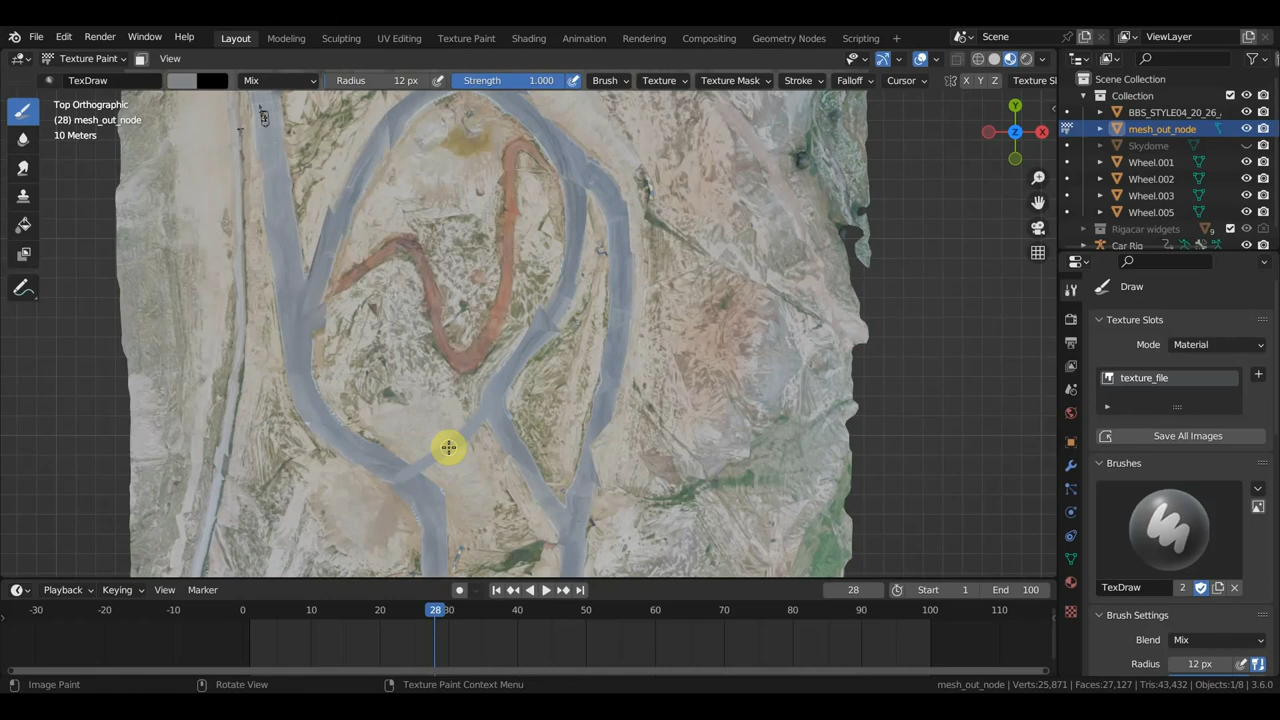 File Edit Render Window Help Layout Modeling Sculpting UV Editing Texture Paint Shading Animation Rendering Compositing Geometry Nodes Scripting + Scene ViewLayer
Texture Paint View
TexDraw Mix Radius 12 px Strength 1.000 Brush Texture Texture Mask Stroke Falloff Cursor X Y Z Texture Sl
Top Orthographic
(28) mesh_out_node
10 Meters
Y
Z
X
Scene Collection
Collection
BBS_STYLE04_20_26_
mesh_out_node
Skydome
Wheel.001
Wheel.002
Wheel.003
Wheel.005
Rigacar widgets 9
Car Rig
Draw
Texture Slots
Mode Material
texture_file
Save All Images
Brushes
TexDraw 2
Brush Settings
Blend Mix
Radius 12 px
Playback Keying View Marker 28 Start 1 End 100
-30 -20 -10 0 10 20 28 30 40 50 60 70 80 90 100 110
Image Paint Rotate View Texture Paint Context Menu mesh_out_node | Verts:25,871 | Faces:27,127 | Tris:43,432 | Objects:1/8 | 3.6.0